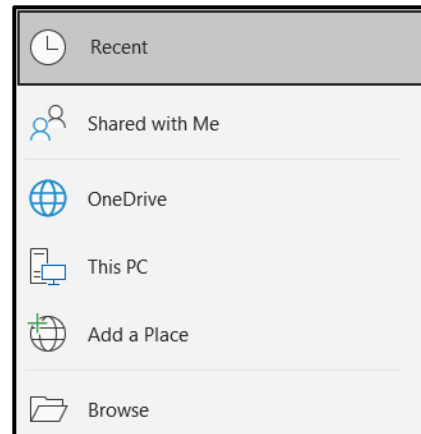 Recent
Shared with Me
OneDrive
This PC
Add a Place
Browse